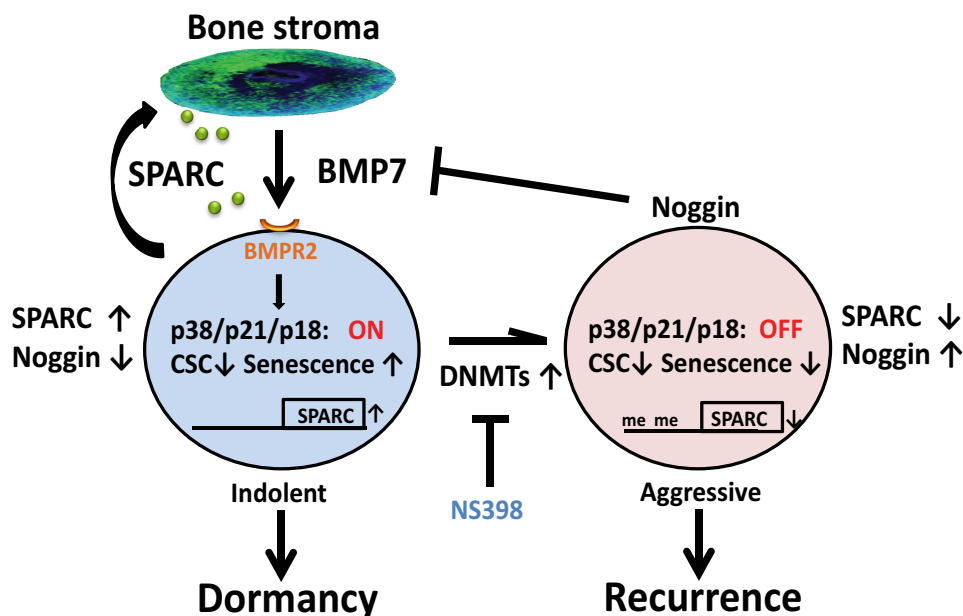 Bone stroma
SPARC
BMP7
Noggin
BMPR2
SPARC ↑
Noggin ↓
p38/p21/p18: ON
CSC↓ Senescence ↑
SPARC ↑
Indolent
Dormancy
DNMTs ↑
NS398
p38/p21/p18: OFF
CSC↓ Senescence ↓
me me SPARC ↓
SPARC ↓
Noggin ↑
Aggressive
Recurrence